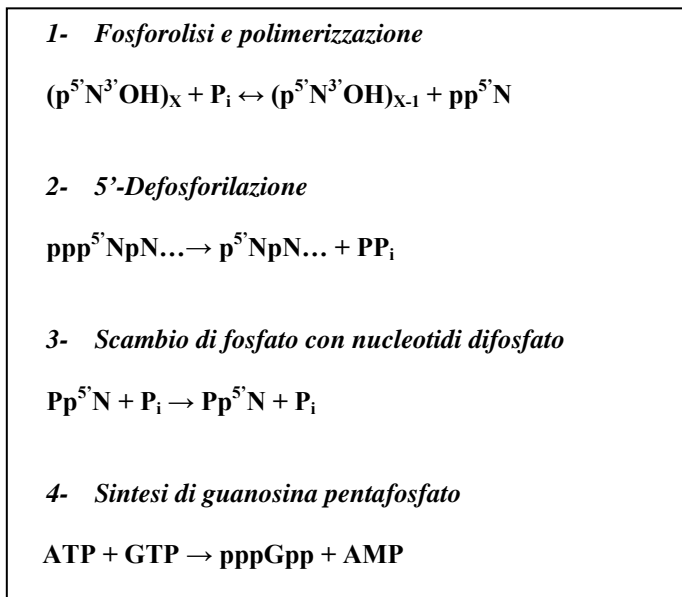 1- Fosforolisi e polimerizzazione
(p⁵’N³’OH)X + Pi ↔ (p⁵’N³’OH)X-1 + pp⁵’N
2- 5’-Defosforilazione
ppp⁵’NpN…→ p⁵’NpN… + PPi
3- Scambio di fosfato con nucleotidi difosfato
Pp⁵’N + Pi → Pp⁵’N + Pi
4- Sintesi di guanosina pentafosfato
ATP + GTP → pppGpp + AMP